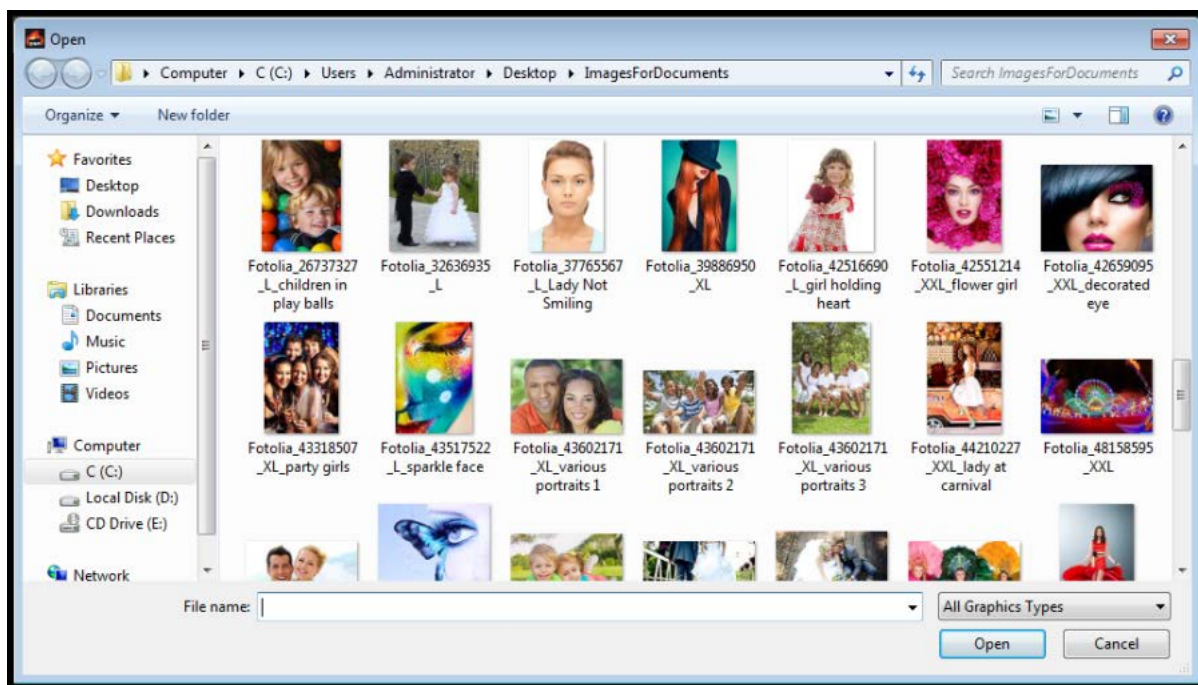 Open
Computer ▸ C (C:) ▸ Users ▸ Administrator ▸ Desktop ▸ ImagesForDocuments
Search ImagesForDocuments
Organize
New folder
Favorites
Desktop
Downloads
Recent Places
Libraries
Documents
Music
Pictures
Videos
Computer
C (C:)
Local Disk (D:)
CD Drive (E:)
Network
Fotolia_26737327
_L_children in
play balls
Fotolia_32636935
_L
Fotolia_37765567
_L_Lady Not
Smiling
Fotolia_39886950
_XL
Fotolia_42516690
_L_girl holding
heart
Fotolia_42551214
_XXL_flower girl
Fotolia_42659095
_XXL_decorated
eye
Fotolia_43318507
_XL_party girls
Fotolia_43517522
_L_sparkle face
Fotolia_43602171
_XL_various
portraits 1
Fotolia_43602171
_XL_various
portraits 2
Fotolia_43602171
_XL_various
portraits 3
Fotolia_44210227
_XXL_lady at
carnival
Fotolia_48158595
_XXL
File name:
All Graphics Types
Open
Cancel